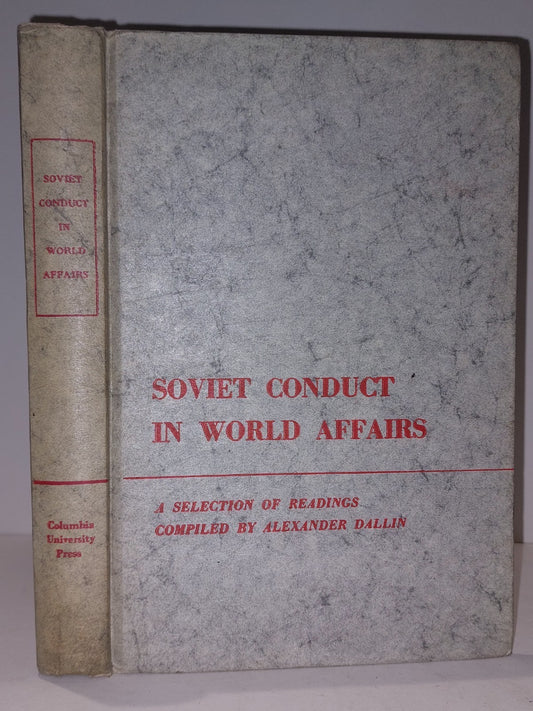 SOVIET
CONDUCT
IN
WORLD
AFFAIRS
Columbia
University
Press
SOVIET CONDUCT
IN WORLD AFFAIRS
A SELECTION OF READINGS
COMPILED BY ALEXANDER DALLIN